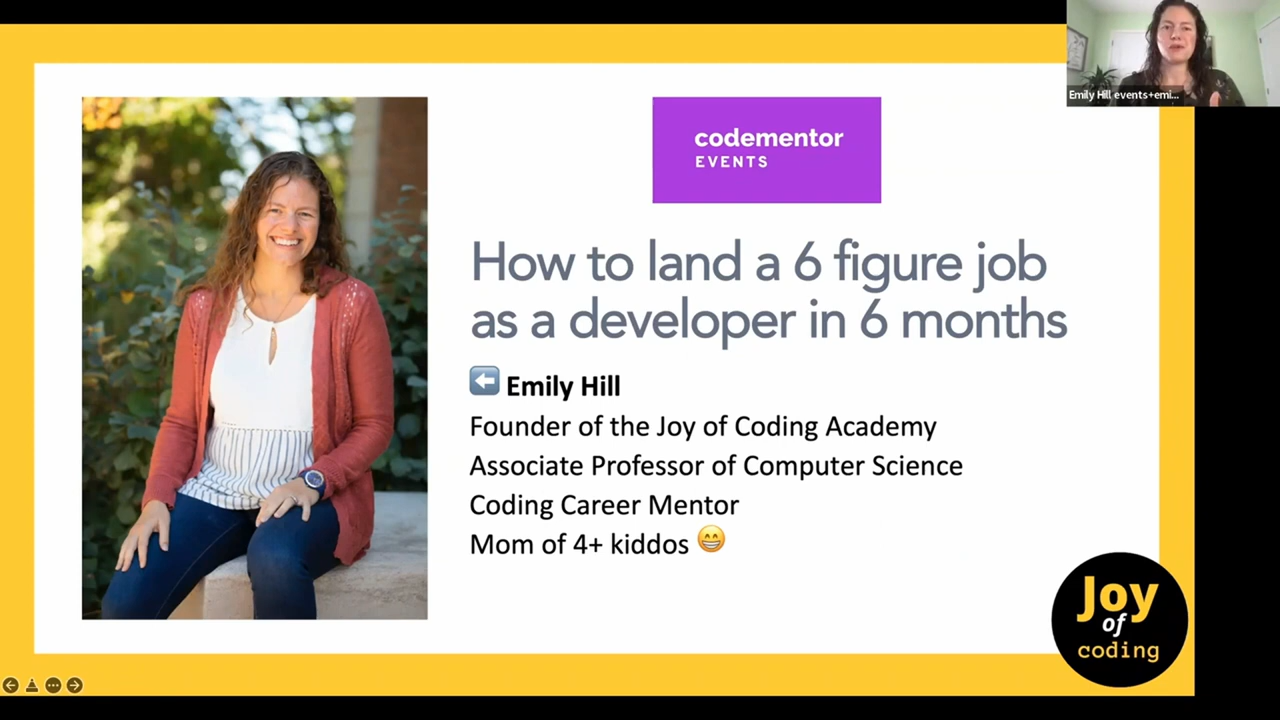 Emily Hill events+emi...
codementor
EVENTS
How to land a 6 figure job
as a developer in 6 months
Emily Hill
Founder of the Joy of Coding Academy
Associate Professor of Computer Science
Coding Career Mentor
Mom of 4+ kiddos
Joy
of
coding